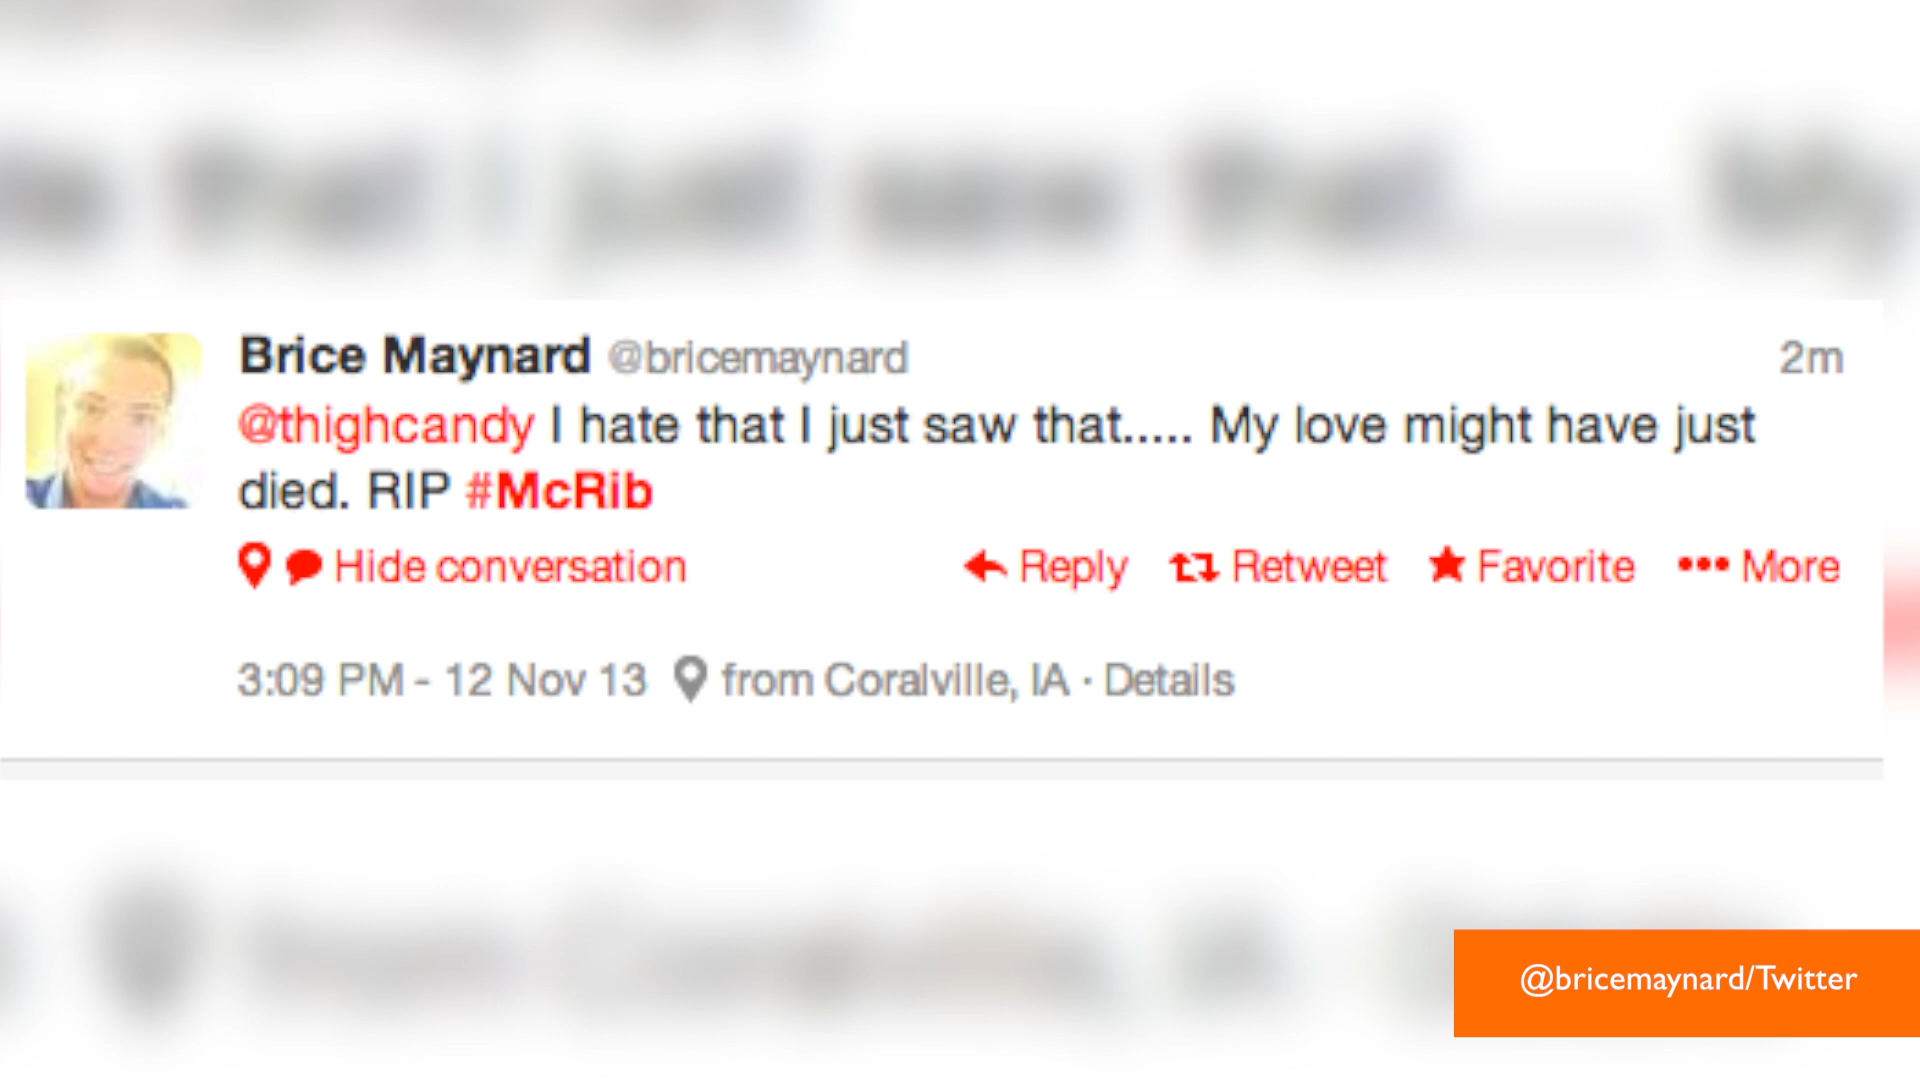 Brice Maynard @bricemaynard 2m
@thighcandy I hate that I just saw that..... My love might have just
died. RIP #McRib
Hide conversation Reply Retweet Favorite More
3:09 PM - 12 Nov 13 from Coralville, IA · Details
@bricemaynard/Twitter